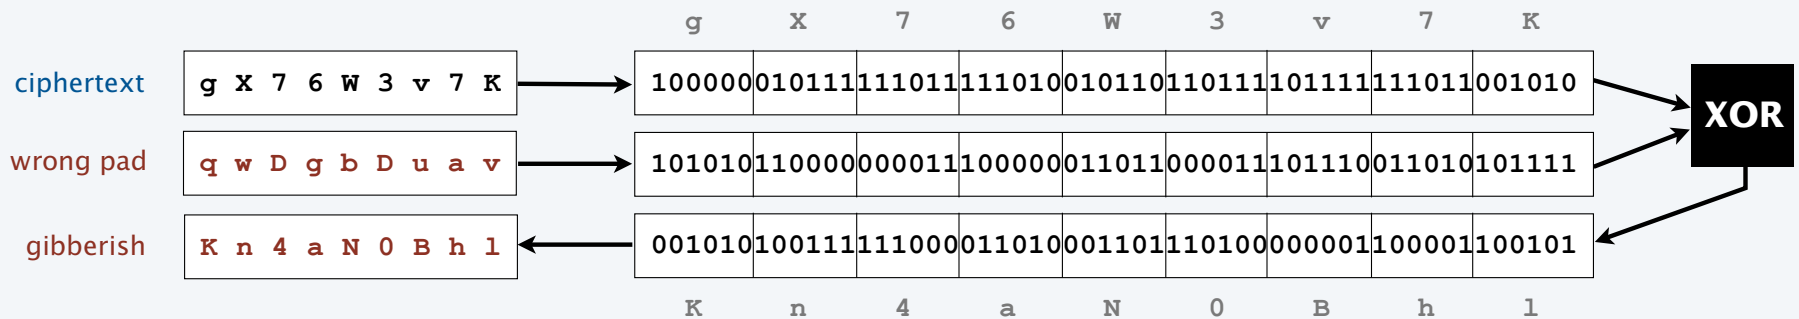 g X 7 6 W 3 v 7 K
ciphertext g X 7 6 W 3 v 7 K 100000 010111 111011 111010 010110 110111 101111 111011 001010
XOR
wrong pad q w D g b D u a v 101010 110000 000011 100000 011011 000011 101110 011010 101111
gibberish K n 4 a N 0 B h l 001010 100111 111000 011010 001101 110100 000001 100001 100101
K n 4 a N 0 B h l